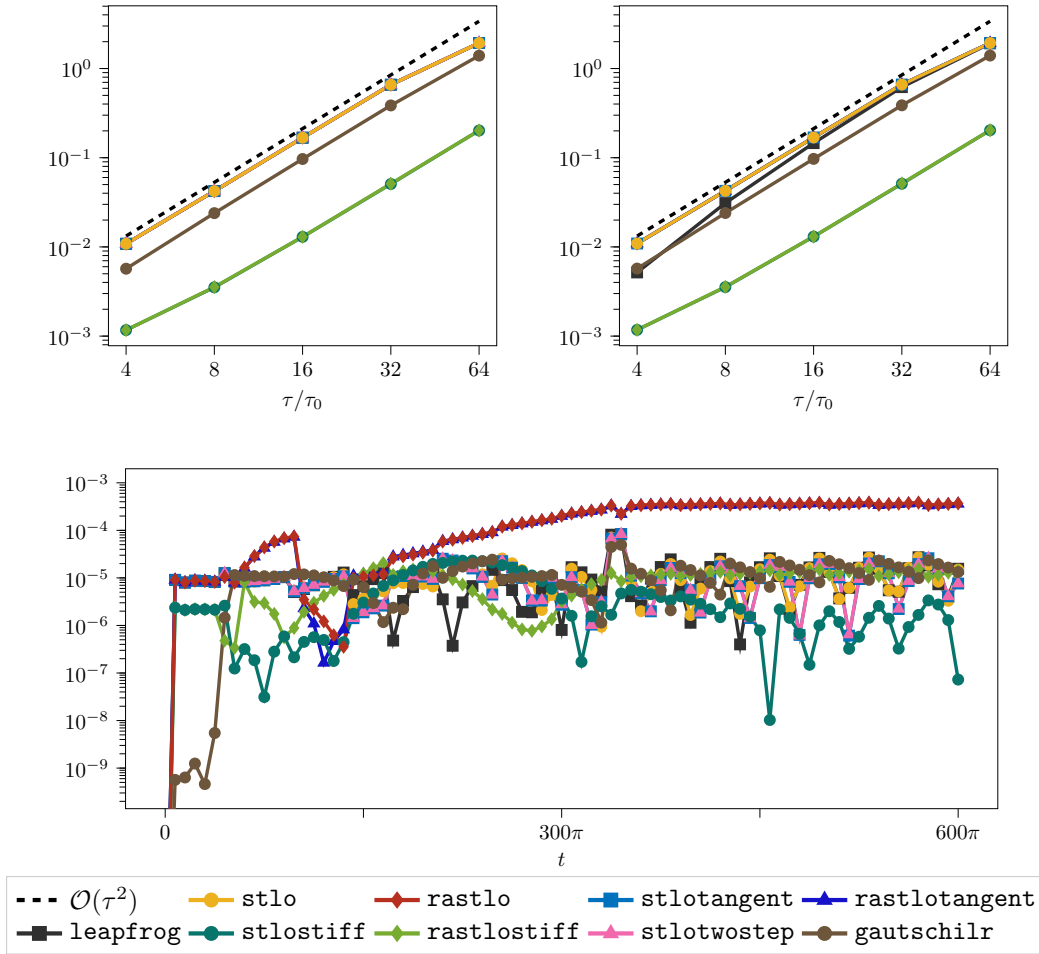 10^0
10^{-1}
10^{-2}
10^{-3}
4 8 16 32 64
τ/τ_0
4 8 16 32 64
τ/τ_0
10^0
10^{-1}
10^{-2}
10^{-3}
10^{-3}
10^{-4}
10^{-5}
10^{-6}
10^{-7}
10^{-8}
10^{-9}
0 300π 600π
t
O(τ^2) stlo rastlo stlotangent rastlotangent
leapfrog stlostiff rastlostiff stlotwostep gautschilr